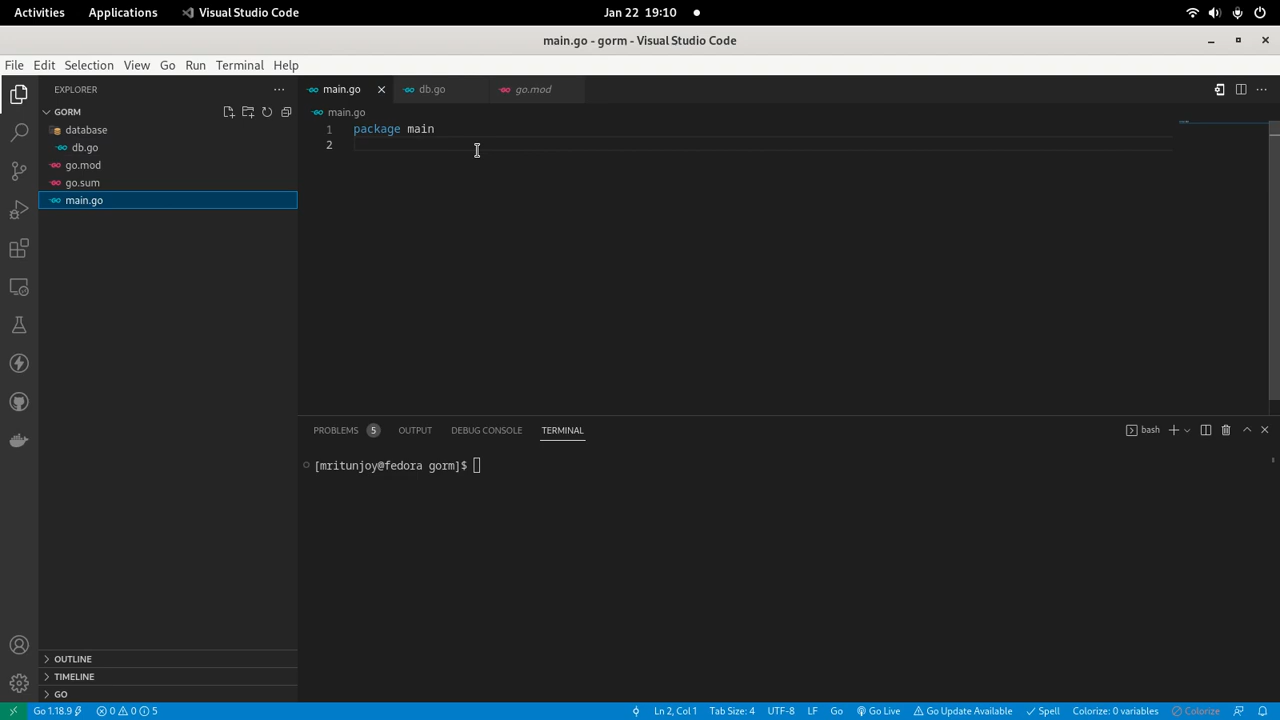 Activities Applications Visual Studio Code Jan 22 19:10
main.go - gorm - Visual Studio Code
File Edit Selection View Go Run Terminal Help
EXPLORER
GORM
database
db.go
go.mod
go.sum
main.go
OUTLINE
TIMELINE
GO
main.go db.go go.mod
main.go
1 package main
2
PROBLEMS 5 OUTPUT DEBUG CONSOLE TERMINAL bash
[mritunjoy@fedora gorm]$
Go 1.18.9 0 0 5 Ln 2, Col 1 Tab Size: 4 UTF-8 LF Go Go Live Go Update Available Spell Colorize: 0 variables Colorize